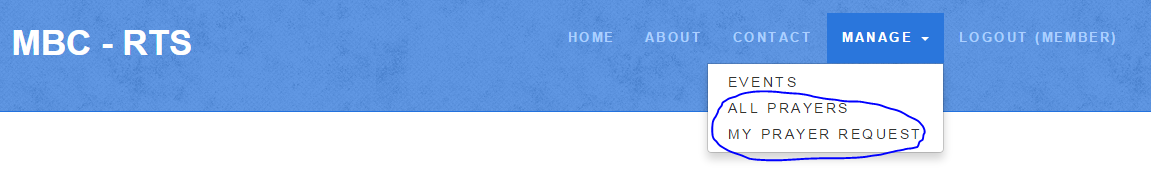 MBC - RTS HOME ABOUT CONTACT MANAGE LOGOUT (MEMBER)
EVENTS
ALL PRAYERS
MY PRAYER REQUEST